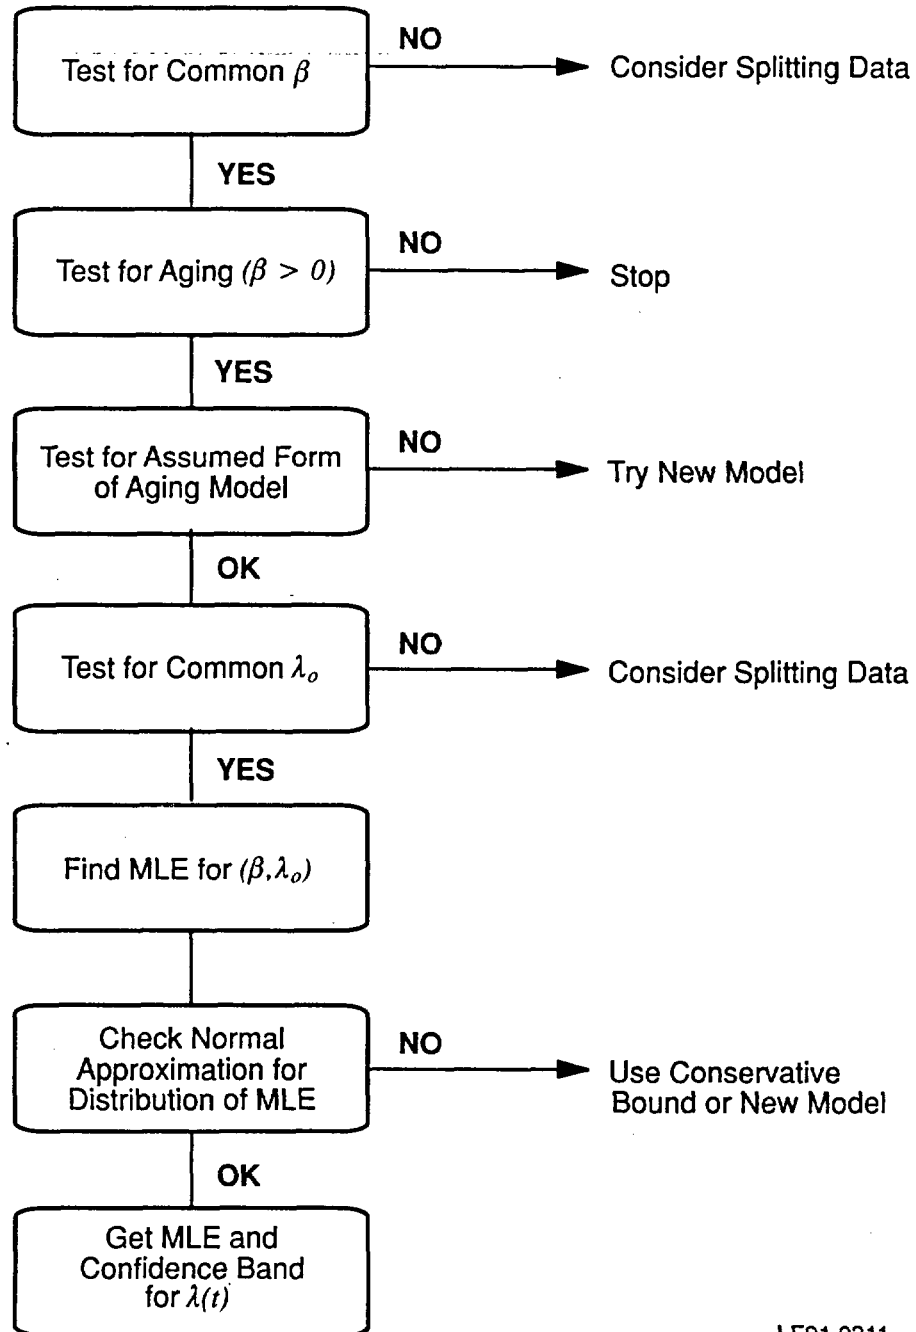 Test for Common β
NO
Consider Splitting Data
YES
Test for Aging (β > 0)
NO
Stop
YES
Test for Assumed Form
of Aging Model
NO
Try New Model
OK
Test for Common λo
NO
Consider Splitting Data
YES
Find MLE for (β,λo)
Check Normal
Approximation for
Distribution of MLE
NO
Use Conservative
Bound or New Model
OK
Get MLE and
Confidence Band
for λ(t)